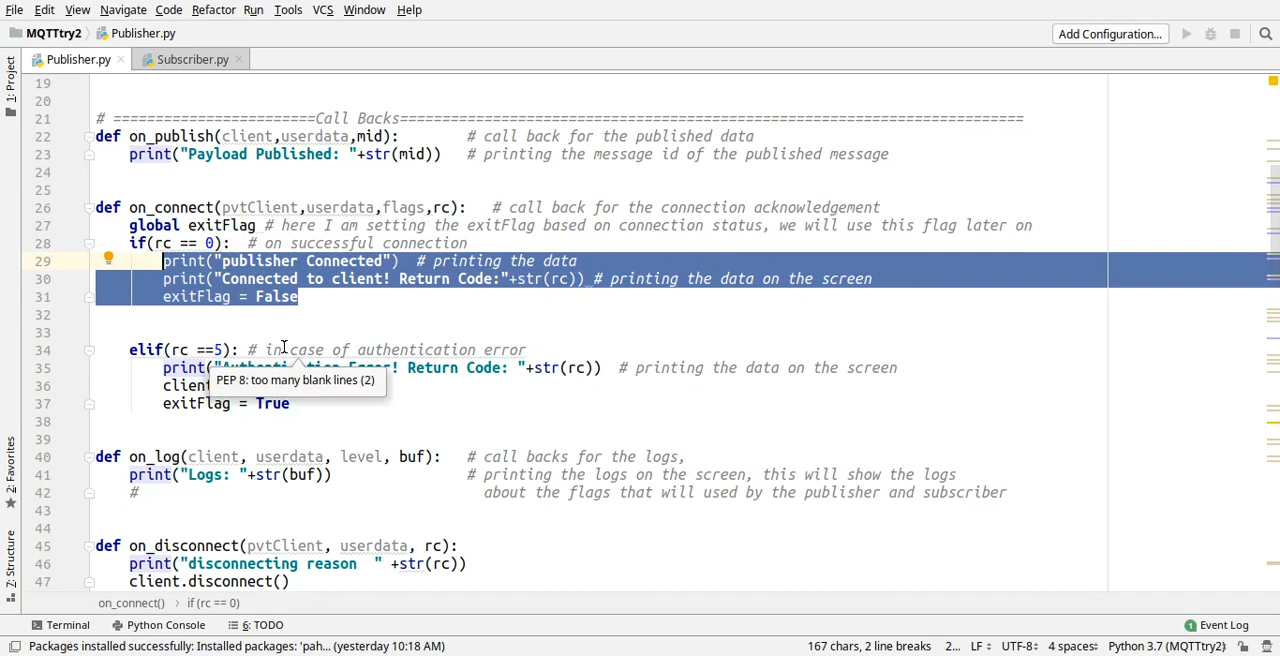 File Edit View Navigate Code Refactor Run Tools VCS Window Help
MQTTtry2 Publisher.py Add Configuration...
1: Project
Publisher.py Subscriber.py
19
20
21 # ========================Call Backs==========================================================================
22 def on_publish(client,userdata,mid): # call back for the published data
23 print("Payload Published: "+str(mid)) # printing the message id of the published message
24
25
26 def on_connect(pvtClient,userdata,flags,rc): # call back for the connection acknowledgement
27 global exitFlag # here I am setting the exitFlag based on connection status, we will use this flag later on
28 if(rc == 0): # on successful connection
29 print("publisher Connected") # printing the data
30 print("Connected to client! Return Code:"+str(rc)) # printing the data on the screen
31 exitFlag = False
32
33
34 elif(rc ==5): # in case of authentication error
35 print("Authentication Error! Return Code: "+str(rc)) # printing the data on the screen
PEP 8: too many blank lines (2)
36 client
37 exitFlag = True
38
39
40 def on_log(client, userdata, level, buf): # call backs for the logs,
41 print("Logs: "+str(buf)) # printing the logs on the screen, this will show the logs
42 # about the flags that will used by the publisher and subscriber
43
44
45 def on_disconnect(pvtClient, userdata, rc):
46 print("disconnecting reason " +str(rc))
47 client.disconnect()
2: Favorites
7: Structure
on_connect() if (rc == 0)
Terminal Python Console 6: TODO 1 Event Log
Packages installed successfully: Installed packages: 'pah... (yesterday 10:18 AM) 167 chars, 2 line breaks 2... LF UTF-8 4 spaces Python 3.7 (MQTTtry2)